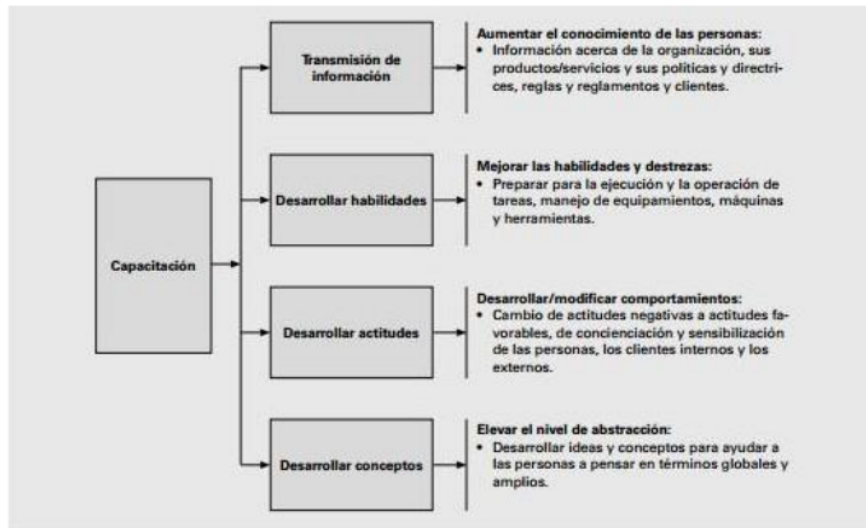 Capacitación
Transmisión de
información
Aumentar el conocimiento de las personas:
• Información acerca de la organización, sus
productos/servicios y sus políticas y directri-
ces, reglas y reglamentos y clientes.
Desarrollar habilidades
Mejorar las habilidades y destrezas:
• Preparar para la ejecución y la operación de
tareas, manejo de equipamientos, máquinas
y herramientas.
Desarrollar actitudes
Desarrollar/modificar comportamientos:
• Cambio de actitudes negativas a actitudes fa-
vorables, de concienciación y sensibilización
de las personas, los clientes internos y los
externos.
Desarrollar conceptos
Elevar el nivel de abstracción:
• Desarrollar ideas y conceptos para ayudar a
las personas a pensar en términos globales y
amplios.